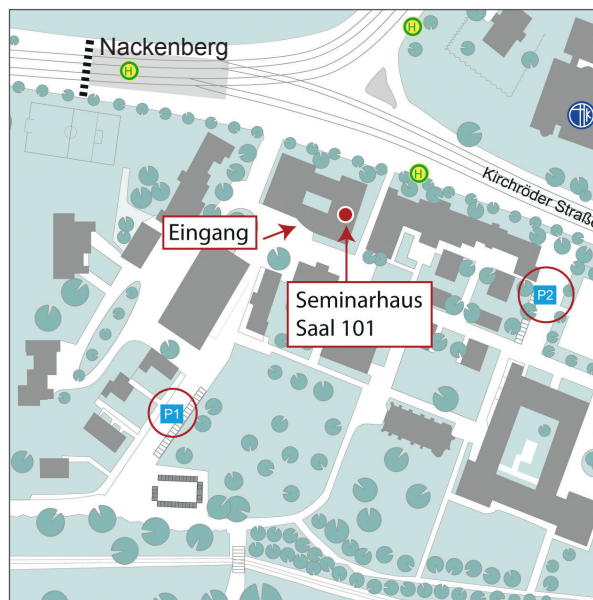 Nackenberg
H
H
H
Kirchröder Straße
Eingang
Seminarhaus
Saal 101
P2
P1